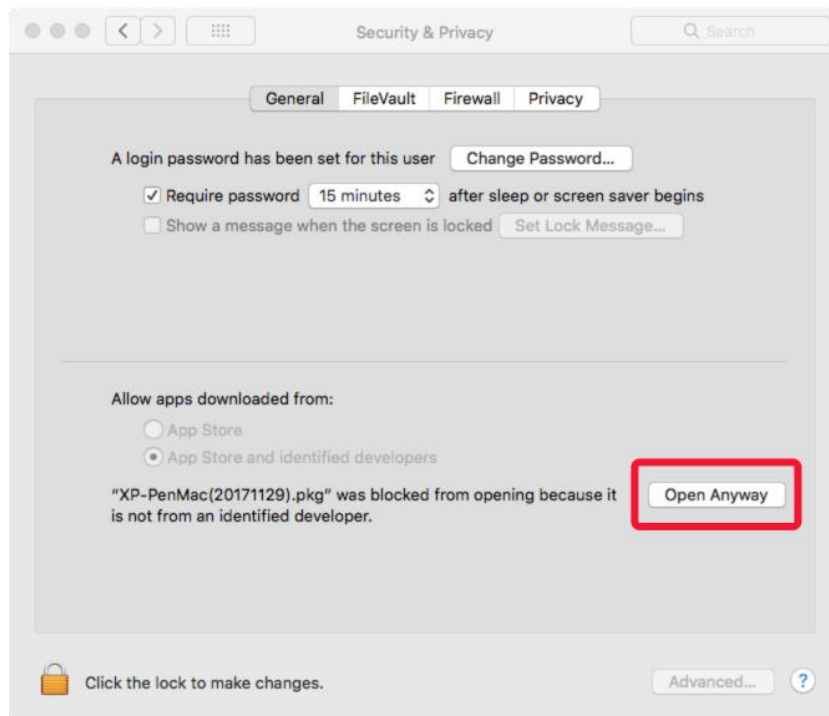 Security & Privacy
Search
General FileVault Firewall Privacy
A login password has been set for this user Change Password...
Require password 15 minutes after sleep or screen saver begins
Show a message when the screen is locked Set Lock Message...
Allow apps downloaded from:
App Store
App Store and identified developers
“XP-PenMac(20171129).pkg” was blocked from opening because it Open Anyway
is not from an identified developer.
Click the lock to make changes. Advanced... ?